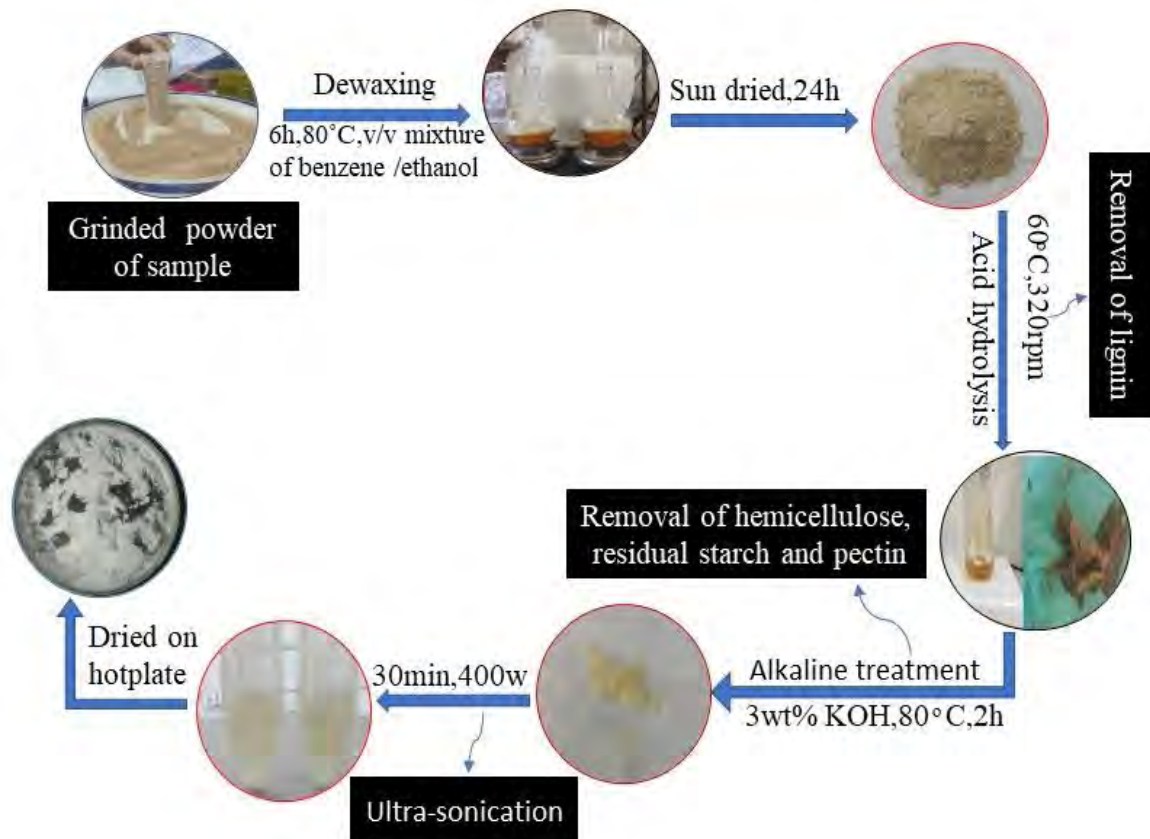 Dewaxing
6h,80°C,v/v mixture
of benzene /ethanol
Sun dried,24h
Grinded powder
of sample
60°C,320rpm
Acid hydrolysis
Removal of lignin
Removal of hemicellulose,
residual starch and pectin
Alkaline treatment
3wt% KOH,80°C,2h
30min,400w
Ultra-sonication
Dried on
hotplate